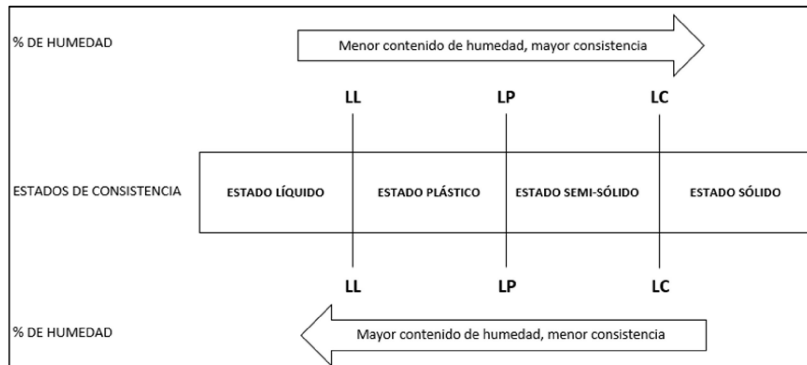 % DE HUMEDAD
Menor contenido de humedad, mayor consistencia
LL LP LC
ESTADOS DE CONSISTENCIA
ESTADO LÍQUIDO
ESTADO PLÁSTICO
ESTADO SEMI-SÓLIDO
ESTADO SÓLIDO
LL LP LC
% DE HUMEDAD
Mayor contenido de humedad, menor consistencia